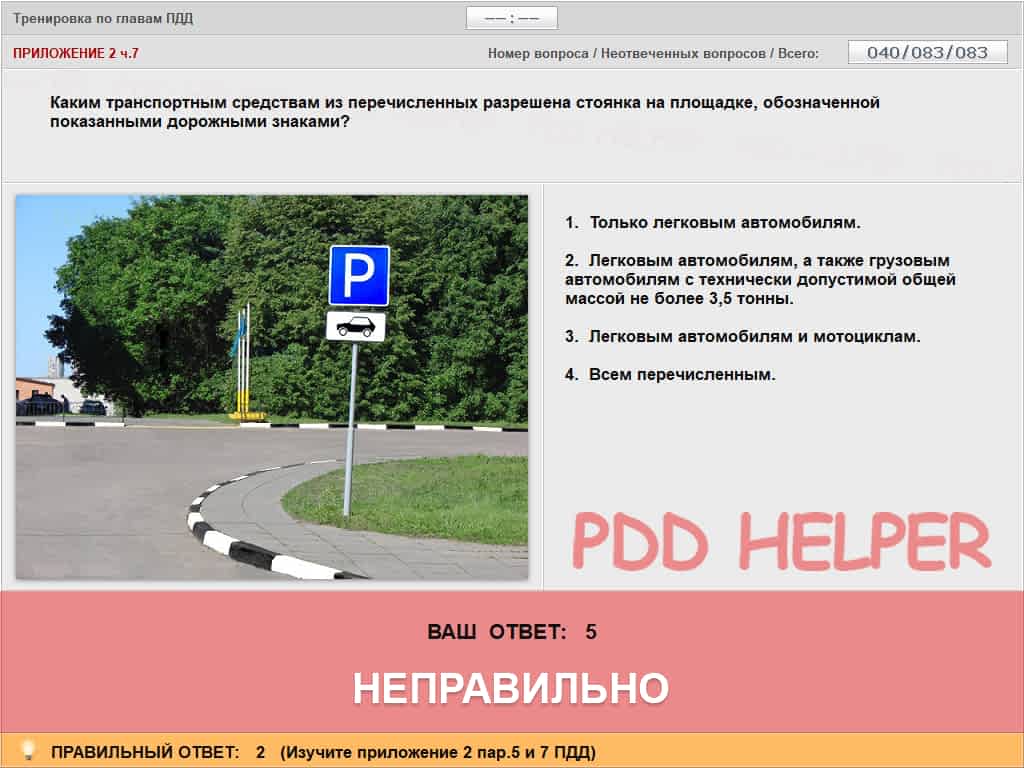 Тренировка по главам ПДД
—— : ——
ПРИЛОЖЕНИЕ 2 ч.7
Номер вопроса / Неотвеченных вопросов / Всего: 040/083/083
Каким транспортным средствам из перечисленных разрешена стоянка на площадке, обозначенной
показанными дорожными знаками?
P
1. Только легковым автомобилям.
2. Легковым автомобилям, а также грузовым
автомобилям с технически допустимой общей
массой не более 3,5 тонны.
3. Легковым автомобилям и мотоциклам.
4. Всем перечисленным.
PDD HELPER
ВАШ ОТВЕТ: 5
НЕПРАВИЛЬНО
ПРАВИЛЬНЫЙ ОТВЕТ: 2 (Изучите приложение 2 пар.5 и 7 ПДД)